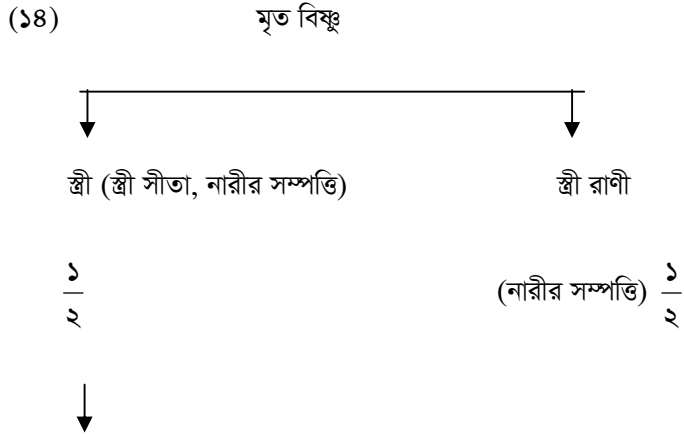 (১৪) মৃত বিষ্ণু
স্ত্রী (স্ত্রী সীতা, নারীর সম্পত্তি) স্ত্রী রাণী
১/২ (নারীর সম্পত্তি) ১/২